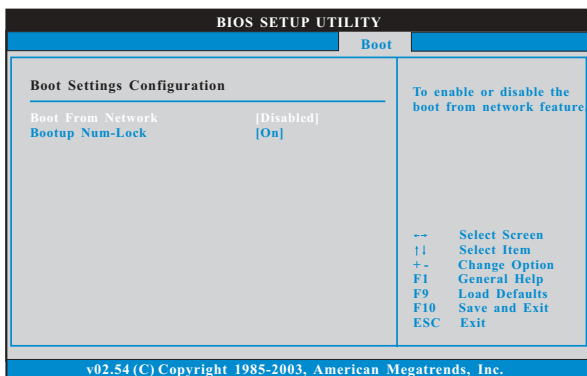 BIOS SETUP UTILITY
Boot
Boot Settings Configuration
Boot From Network [Disabled]
Bootup Num-Lock [On]
To enable or disable the
boot from network feature.
←→ Select Screen
↑↓ Select Item
+ - Change Option
F1 General Help
F9 Load Defaults
F10 Save and Exit
ESC Exit
v02.54 (C) Copyright 1985-2003, American Megatrends, Inc.